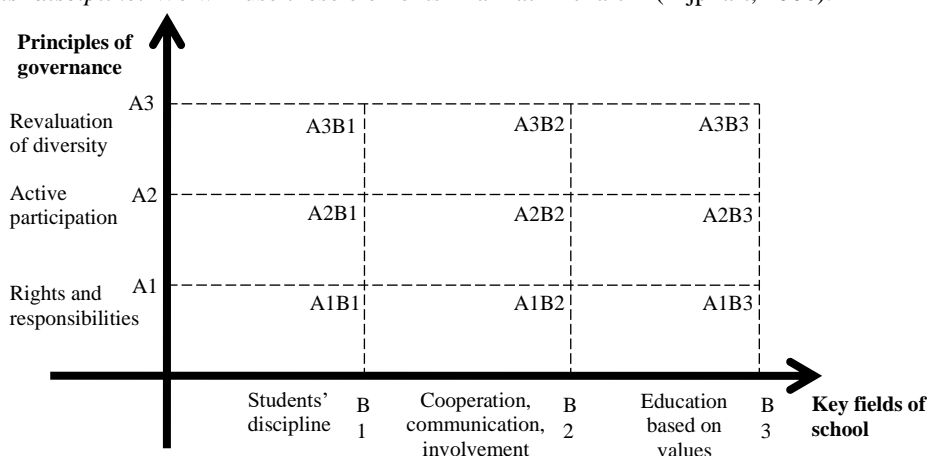 Principles of
governance
A3
Revaluation
of diversity
A3B1 A3B2 A3B3
Active
participation
A2
A2B1 A2B2 A2B3
Rights and
responsibilities
A1
A1B1 A1B2 A1B3
Students'
discipline
B
1
Cooperation,
communication,
involvement
B
2
Education
based on
values
B
3
Key fields of
school